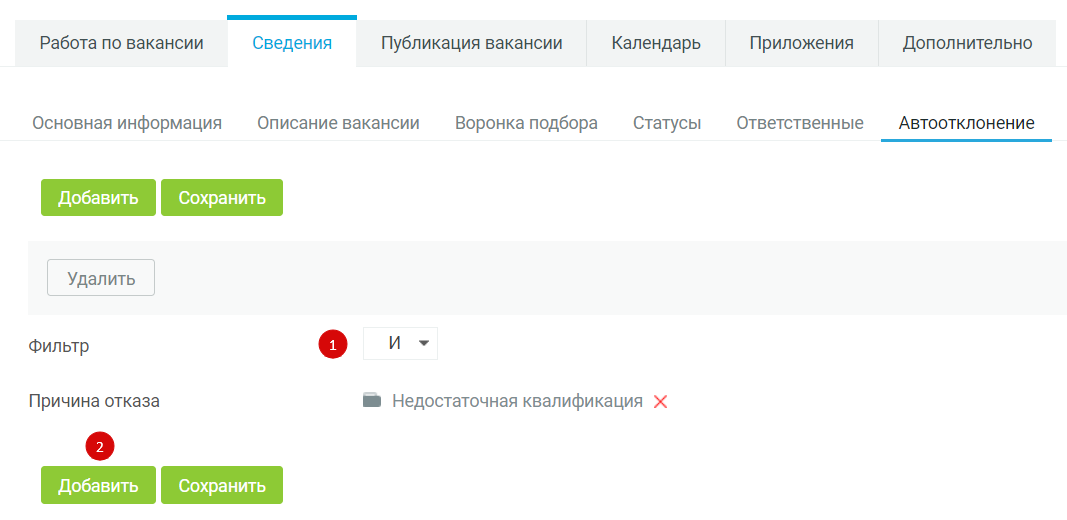 Работа по вакансии Сведения Публикация вакансии Календарь Приложения Дополнительно
Основная информация Описание вакансии Воронка подбора Статусы Ответственные Автоотклонение
Добавить Сохранить
Удалить
Фильтр 1 И
Причина отказа Недостаточная квалификация
2
Добавить Сохранить